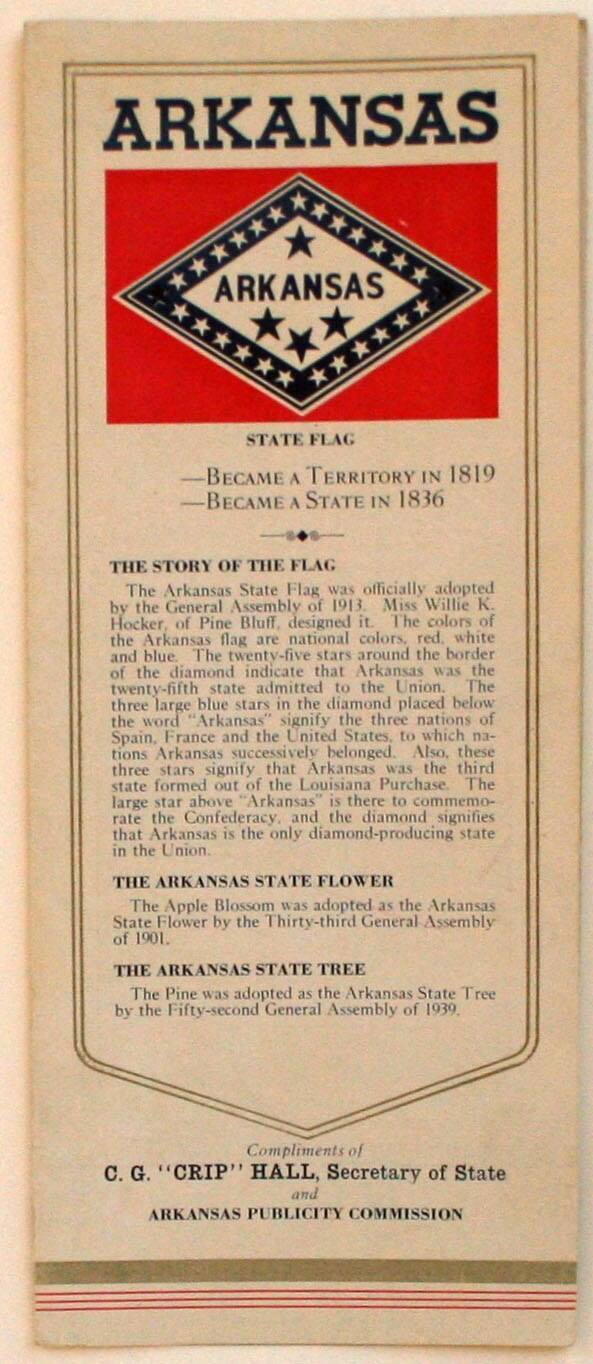 ARKANSAS
ARKANSAS
STATE FLAG
—BECAME A TERRITORY IN 1819
—BECAME A STATE IN 1836
THE STORY OF THE FLAG
The Arkansas State Flag was officially adopted
by the General Assembly of 1913. Miss Willie K.
Hocker, of Pine Bluff, designed it. The colors of
the Arkansas flag are national colors, red, white
and blue. The twenty-five stars around the border
of the diamond indicate that Arkansas was the
twenty-fifth state admitted to the Union. The
three large blue stars in the diamond placed below
the word "Arkansas" signify the three nations of
Spain, France and the United States, to which na-
tions Arkansas successively belonged. Also, these
three stars signify that Arkansas was the third
state formed out of the Louisiana Purchase. The
large star above "Arkansas" is there to commemo-
rate the Confederacy, and the diamond signifies
that Arkansas is the only diamond-producing state
in the Union.
THE ARKANSAS STATE FLOWER
The Apple Blossom was adopted as the Arkansas
State Flower by the Thirty-third General Assembly
of 1901.
THE ARKANSAS STATE TREE
The Pine was adopted as the Arkansas State Tree
by the Fifty-second General Assembly of 1939.
Compliments of
C. G. "CRIP" HALL, Secretary of State
and
ARKANSAS PUBLICITY COMMISSION